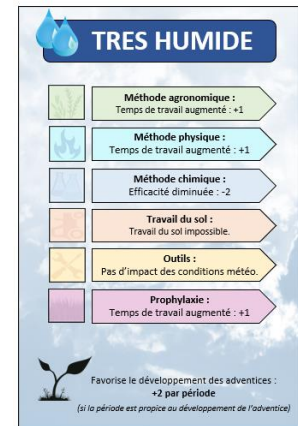 TRES HUMIDE
Méthode agronomique :
Temps de travail augmenté : +1
Méthode physique :
Temps de travail augmenté : +1
Méthode chimique :
Efficacité diminuée : -2
Travail du sol :
Travail du sol impossible.
Outils :
Pas d'impact des conditions météo.
Prophylaxie :
Temps de travail augmenté : +1
Favorise le développement des adventices :
+2 par période
(si la période est propice au développement de l'adventice)